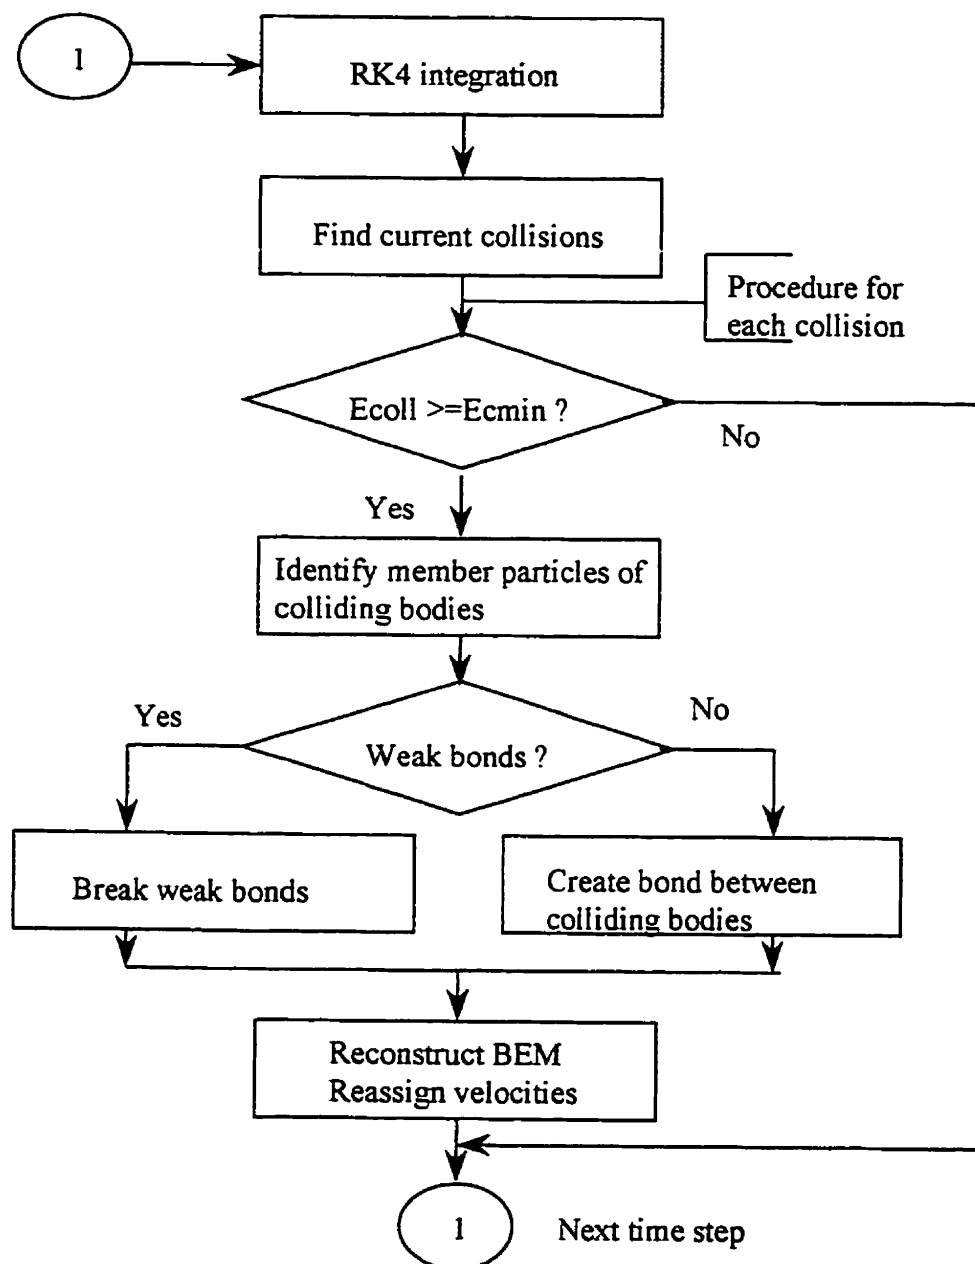 1
RK4 integration
Find current collisions
Procedure for
each collision
Ecoll >=Ecmin ?
No
Yes
Identify member particles of
colliding bodies
Yes
No
Weak bonds ?
Break weak bonds
Create bond between
colliding bodies
Reconstruct BEM
Reassign velocities
1
Next time step